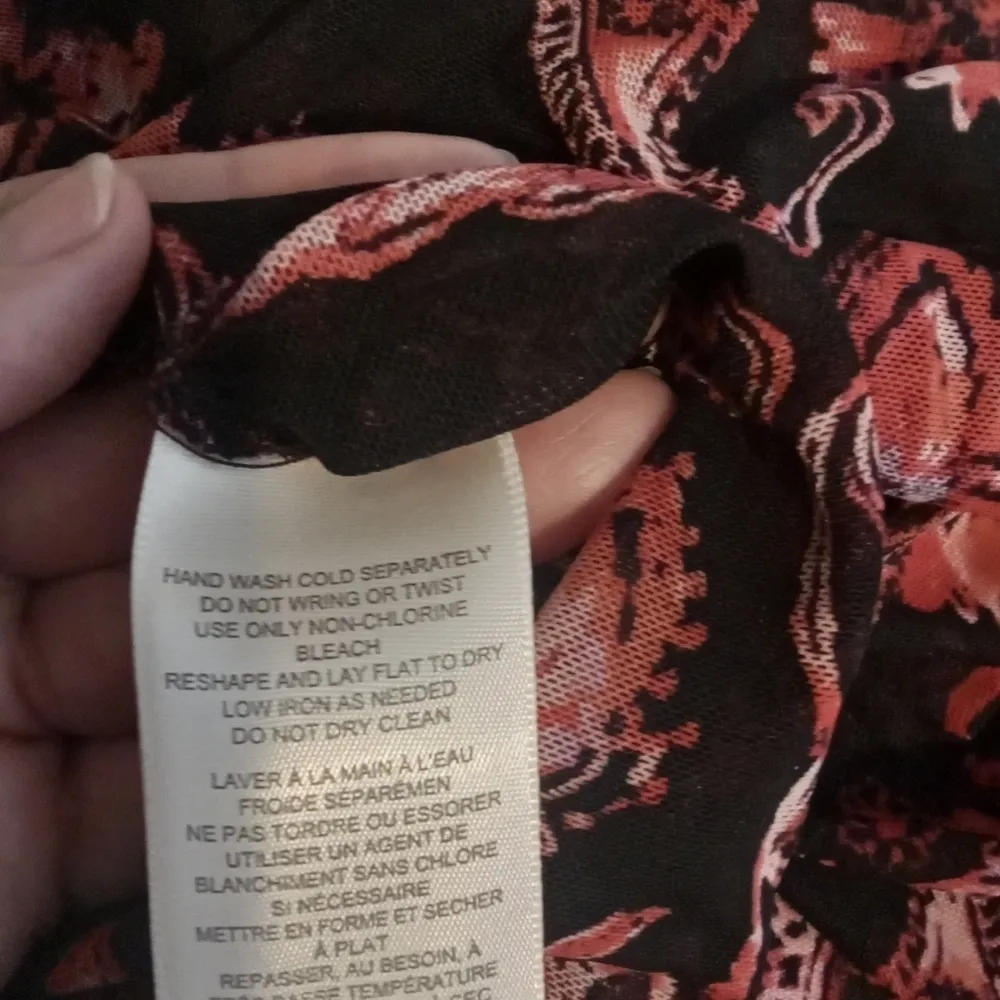 HAND WASH COLD SEPARATELY
DO NOT WRING OR TWIST
USE ONLY NON-CHLORINE
BLEACH
RESHAPE AND LAY FLAT TO DRY
LOW IRON AS NEEDED
DO NOT DRY CLEAN
LAVER À LA MAIN À L'EAU
FROIDE SÉPARÉMEN
NE PAS TORDRE OU ESSORER
UTILISER UN AGENT DE
BLANCHIMENT SANS CHLORE
SI NÉCESSAIRE
METTRE EN FORME ET SECHER
À PLAT
REPASSER, AU BESOIN, À
BASSE TEMPÉRATURE
SEC